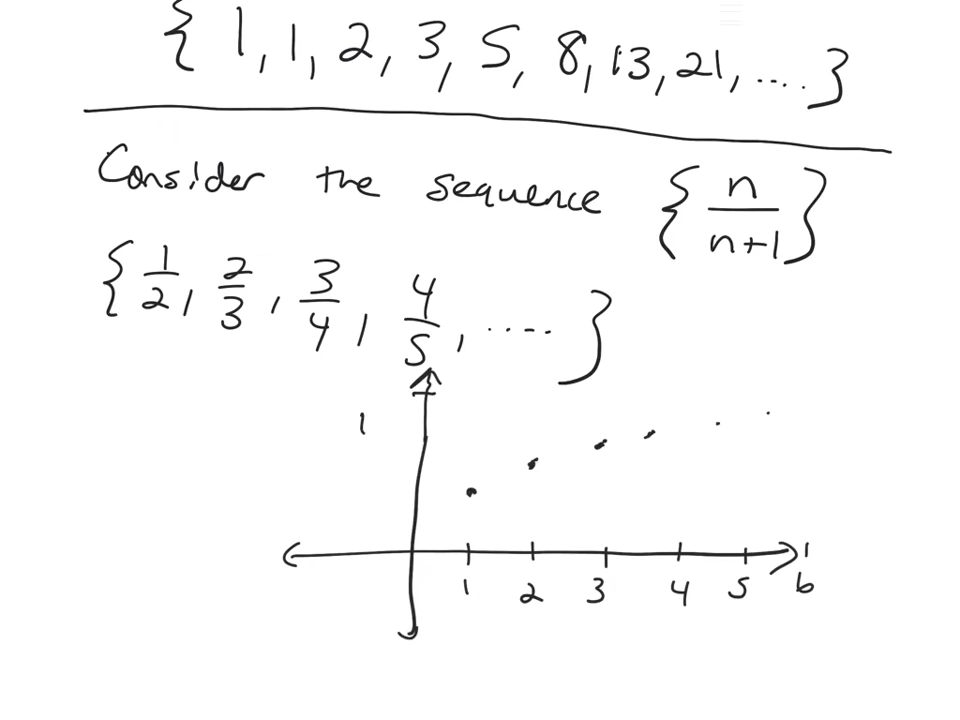 { 1, 1, 2, 3, 5, 8, 13, 21, .... }
Consider the sequence { n/(n+1) }
{ 1/2, 2/3, 3/4, 4/5, .... }
1
1 2 3 4 5 6